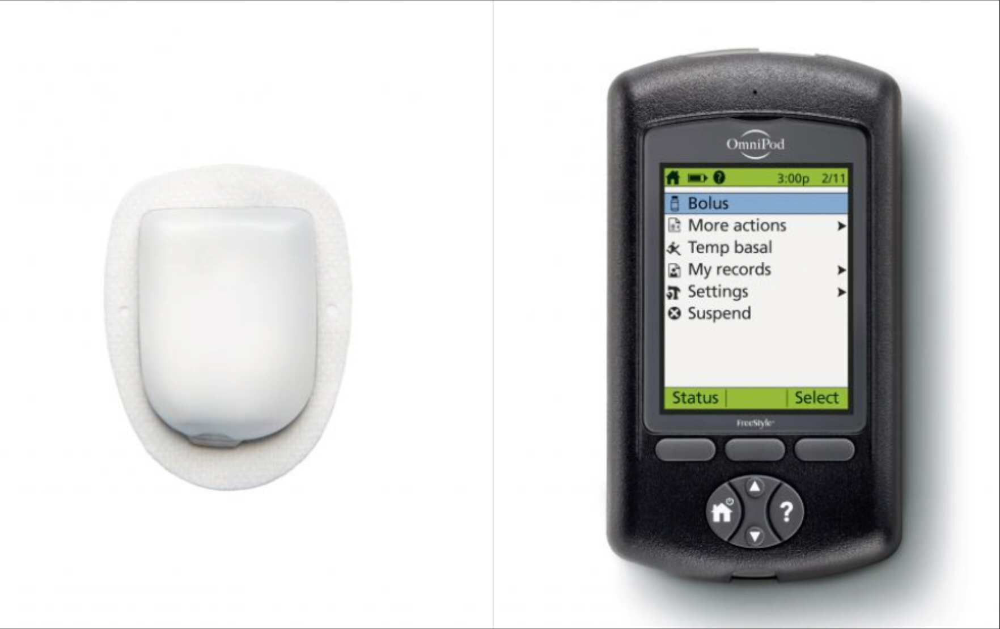 OmniPod
3:00p 2/11
Bolus
More actions
Temp basal
My records
Settings
Suspend
Status Select
FreeStyle
?